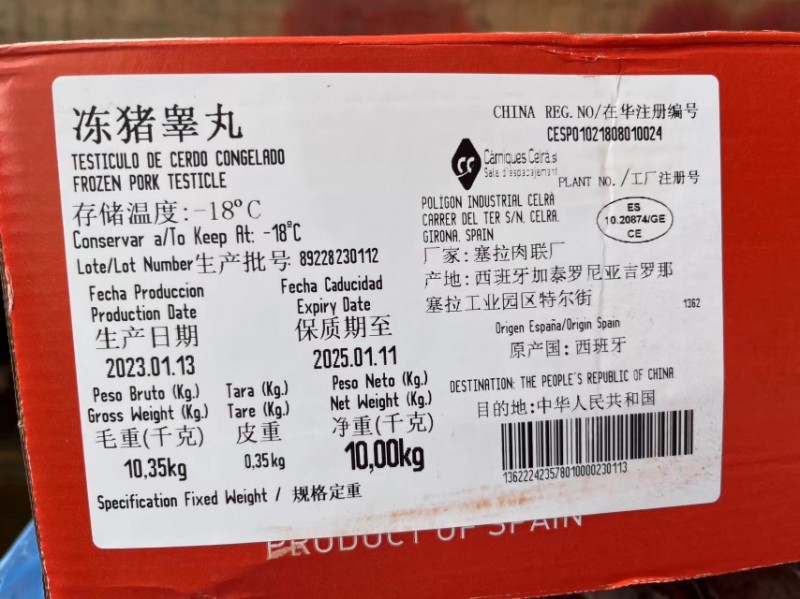 冻猪睾丸
TESTICULO DE CERDO CONGELADO
FROZEN PORK TESTICLE
存储温度:-18ºC
Conservar a/To Keep At: -18ºC
Lote/Lot Number生产批号 89228230112
Fecha Produccion
Production Date
生产日期
2023.01.13
Fecha Caducidad
Expiry Date
保质期至
2025.01.11
Peso Bruto (Kg.)
Gross Weight (Kg.)
毛重(千克)
10,35kg
Tara (Kg.)
Tare (Kg.)
皮重
0,35kg
Peso Neto (Kg.)
Net Weight (Kg.)
净重(千克)
10,00kg
Specification Fixed Weight / 规格定重
CHINA REG.NO/在华注册编号
CESP01021808010024
Càrniques Celrà.sl
Sala d'especejament
PLANT NO./工厂注册号
ES
10.20874/GE
CE
POLIGON INDUSTRIAL CELRA
CARRER DEL TER S/N, CELRA,
GIRONA, SPAIN
厂家:塞拉肉联厂
产地:西班牙加泰罗尼亚吉罗那
塞拉工业园区特尔街
1362
Origen España/Origin Spain
原产国:西班牙
DESTINATION: THE PEOPLE'S REPUBLIC OF CHINA
目的地:中华人民共和国
136222423578010000230113
PRODUCT OF SPAIN